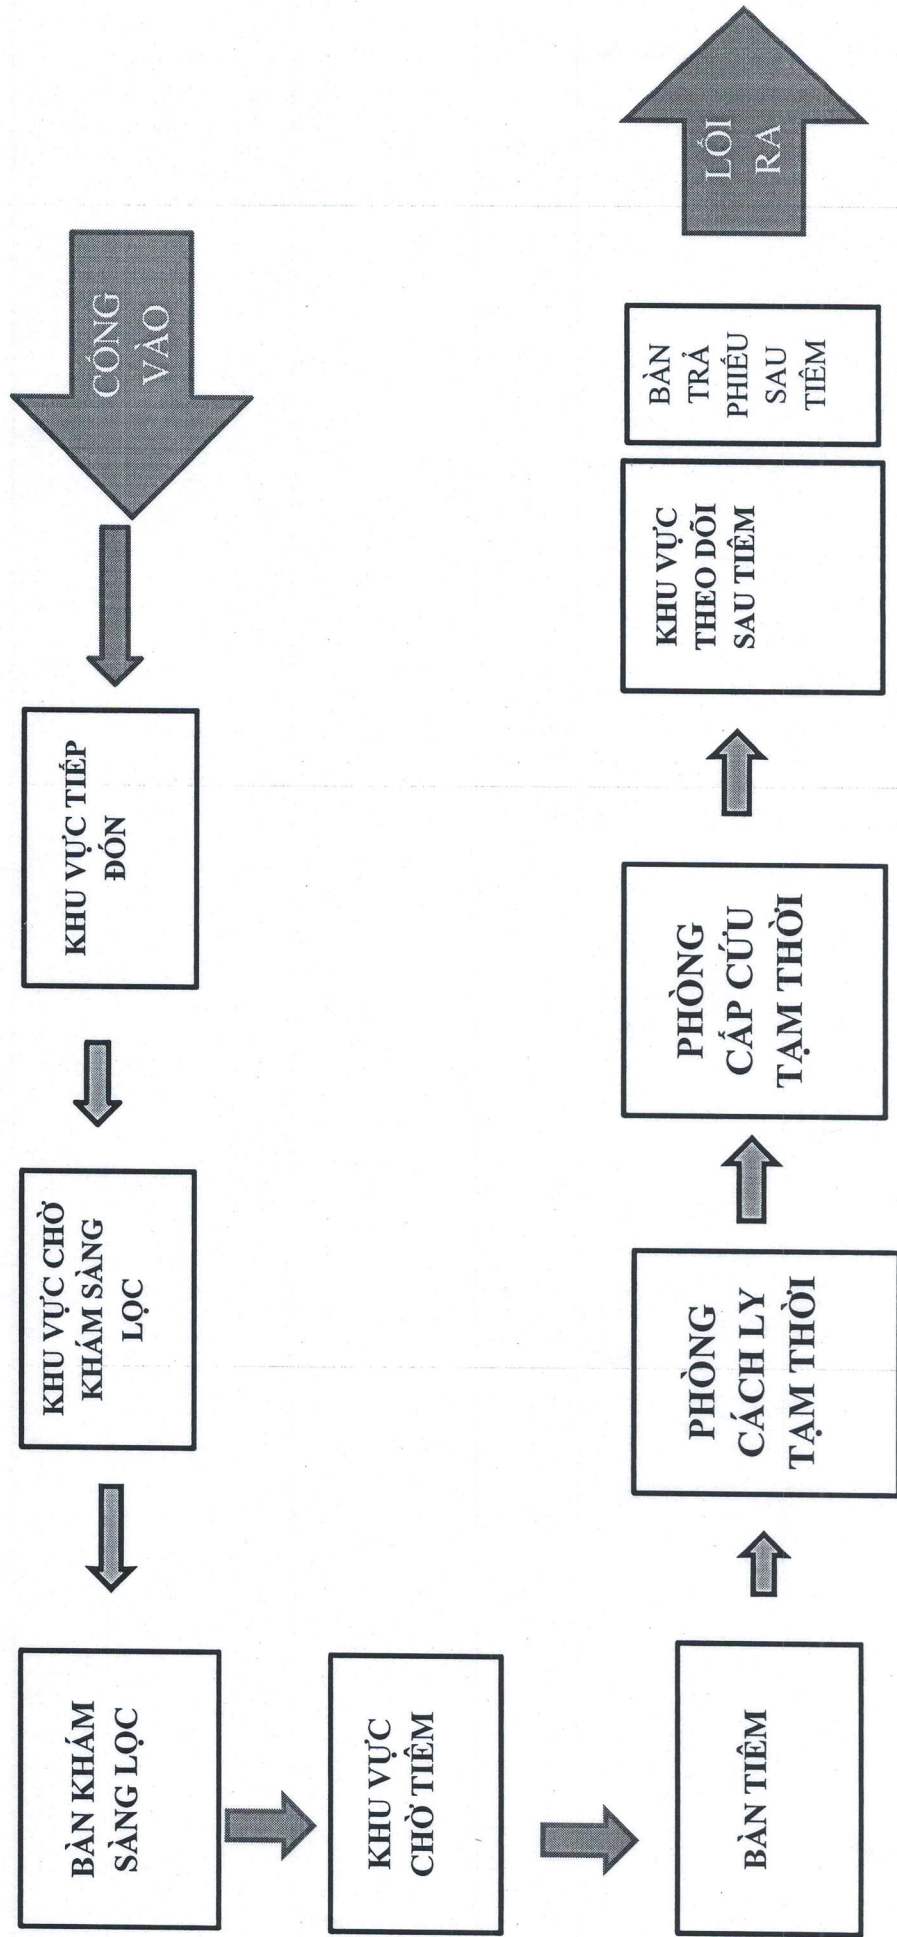 CỔNG
VÀO
KHU VỰC TIẾP
ĐÓN
KHU VỰC CHỜ
KHÁM SÀNG
LỌC
BÀN KHÁM
SÀNG LỌC
KHU VỰC
CHỜ TIÊM
BÀN TIÊM
PHÒNG
CÁCH LY
TẠM THỜI
PHÒNG
CẤP CỨU
TẠM THỜI
KHU VỰC
THEO DÕI
SAU TIÊM
BÀN
TRẢ
PHIẾU
SAU
TIÊM
LỐI
RA